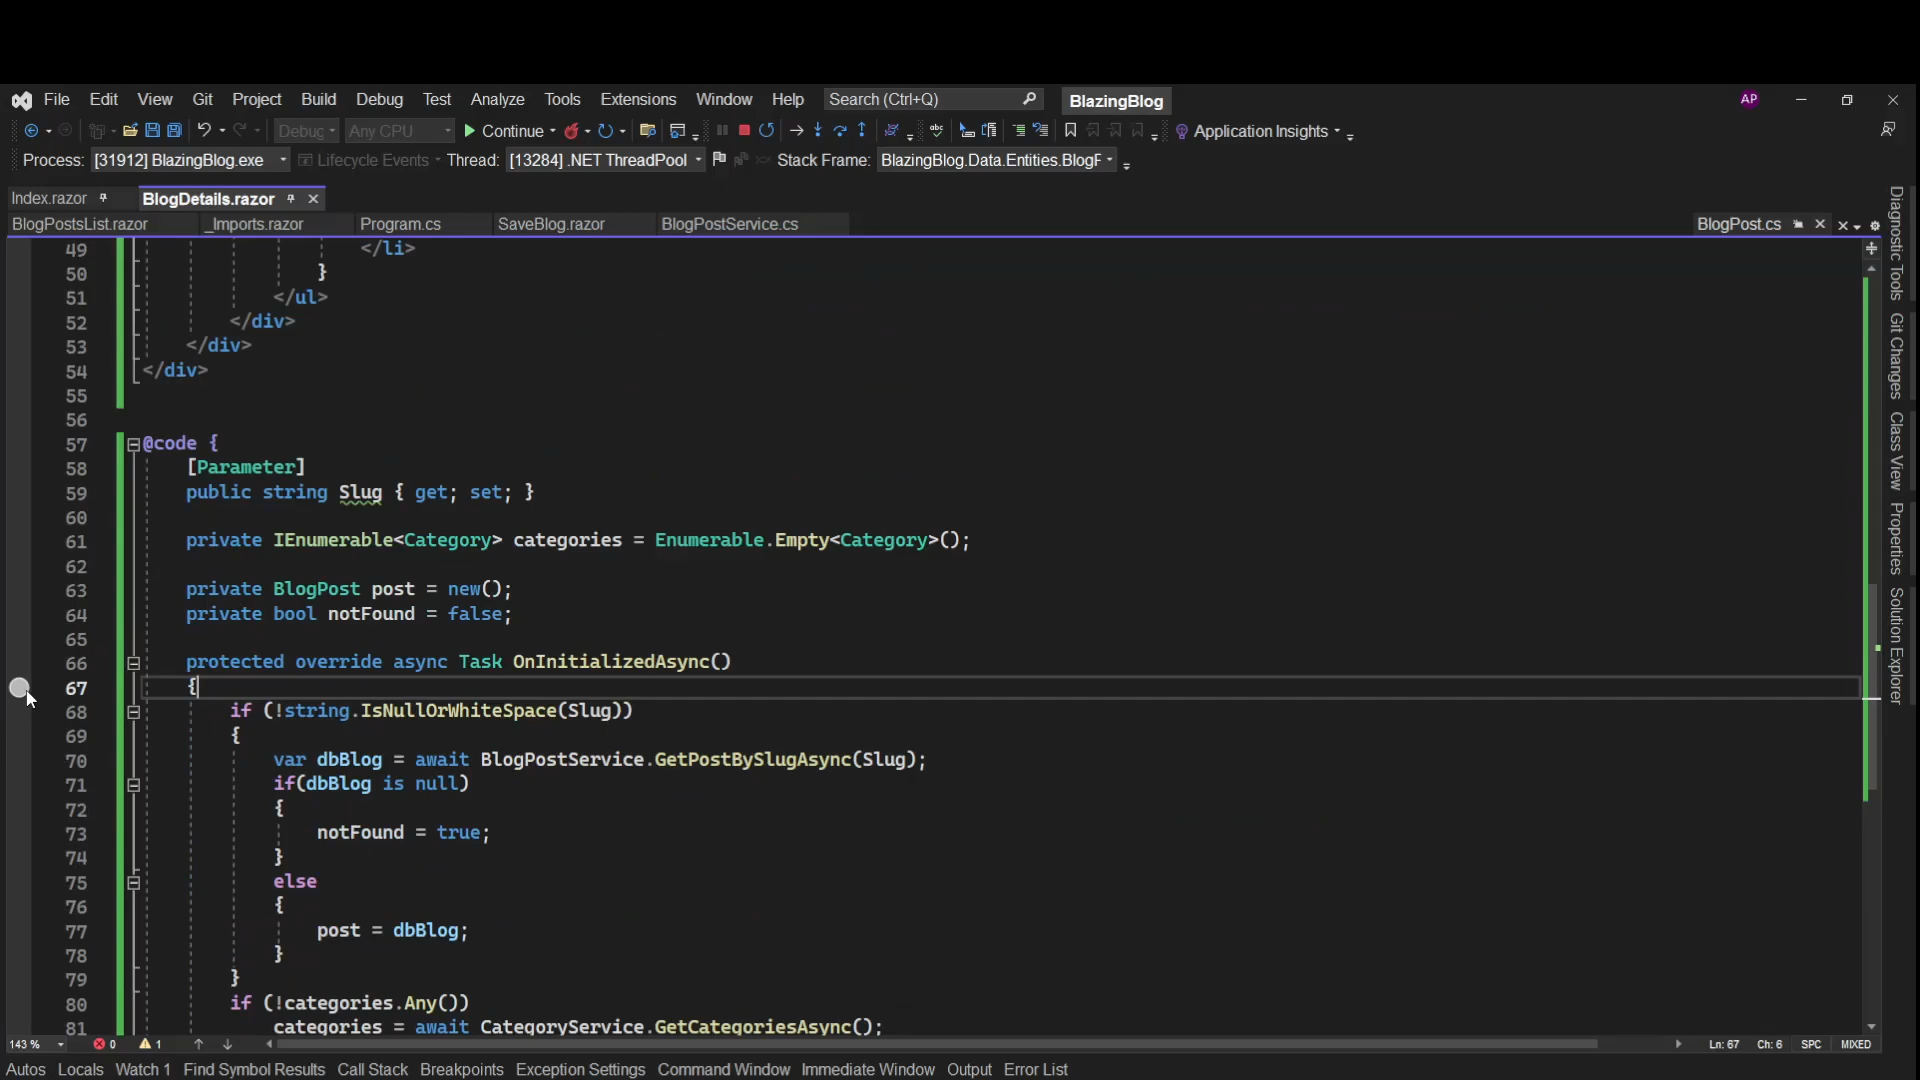 File Edit View Git Project Build Debug Test Analyze Tools Extensions Window Help Search (Ctrl+Q) BlazingBlog AP
Debug Any CPU Continue Application Insights
Process: [31912] BlazingBlog.exe Lifecycle Events Thread: [13284] .NET ThreadPool Stack Frame: BlazingBlog.Data.Entities.BlogF
Index.razor BlogDetails.razor
BlogPostsList.razor _Imports.razor Program.cs SaveBlog.razor BlogPostService.cs BlogPost.cs
49 </li>
50 }
51 </ul>
52 </div>
53 </div>
54 </div>
55
56
57 @code {
58 [Parameter]
59 public string Slug { get; set; }
60
61 private IEnumerable<Category> categories = Enumerable.Empty<Category>();
62
63 private BlogPost post = new();
64 private bool notFound = false;
65
66 protected override async Task OnInitializedAsync()
67 {
68 if (!string.IsNullOrWhiteSpace(Slug))
69 {
70 var dbBlog = await BlogPostService.GetPostBySlugAsync(Slug);
71 if(dbBlog is null)
72 {
73 notFound = true;
74 }
75 else
76 {
77 post = dbBlog;
78 }
79 }
80 if (!categories.Any())
81 categories = await CategoryService.GetCategoriesAsync();
143 % 0 1 Ln: 67 Ch: 6 SPC MIXED
Autos Locals Watch 1 Find Symbol Results Call Stack Breakpoints Exception Settings Command Window Immediate Window Output Error List
Diagnostic Tools
Git Changes
Class View
Properties
Solution Explorer